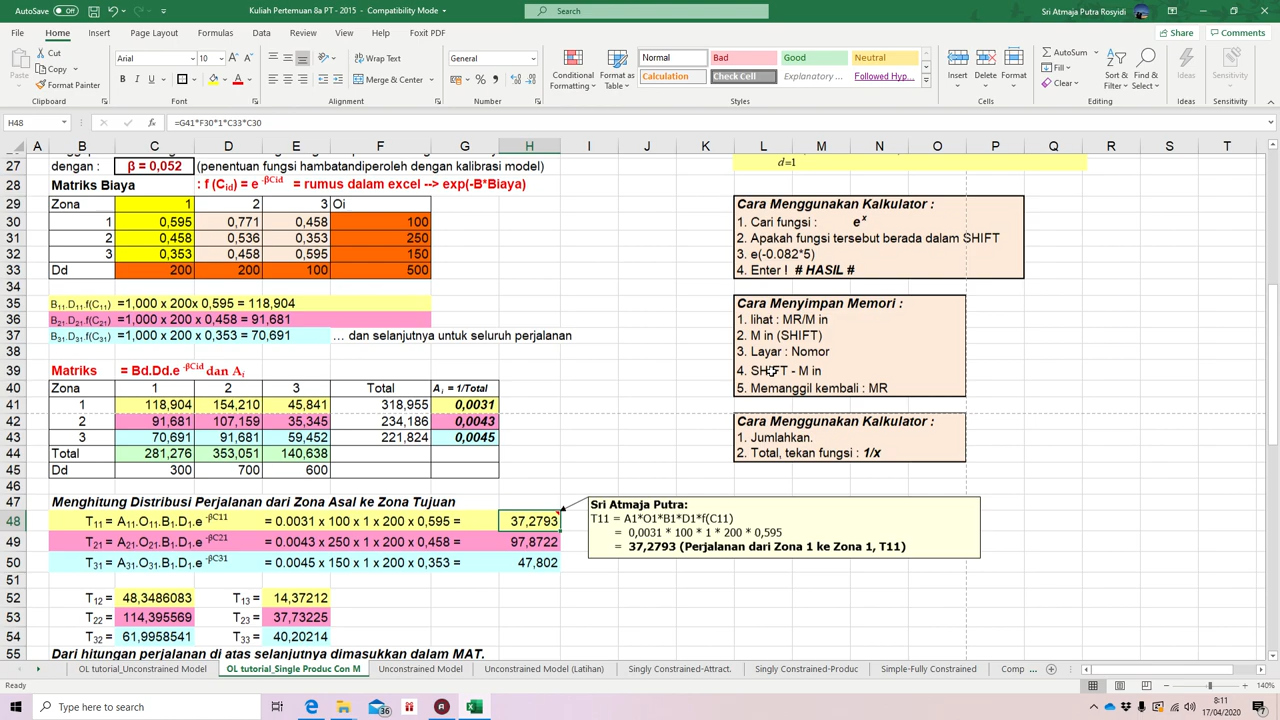 AutoSave Off Kuliah Pertemuan 8a PT - 2015 - Compatibility Mode Search Sri Atmaja Putra Rosyidi
File Home Insert Page Layout Formulas Data Review View Help Foxit PDF Share Comments
Cut Arial 10 Wrap Text General Normal Bad Good Neutral AutoSum
Paste Copy Merge & Center Conditional Formatting Format as Table Calculation Check Cell Explanatory ... Followed Hyp... Insert Delete Format Fill Sort & Filter Find & Select Ideas Sensitivity
Format Painter B I U Clear
Clipboard Font Alignment Number Styles Cells Editing Ideas Sensitivity
H48 fx =G41*F30*1*C33*C30
A B C D E F G H I J K L M N O P Q R S T
27 dengan : β = 0,052 (penentuan fungsi hambatandiperoleh dengan kalibrasi model) d=1
28 Matriks Biaya : f (Cid) = e -βCid = rumus dalam excel --> exp(-B*Biaya)
29 Zona 1 2 3 Oi Cara Menggunakan Kalkulator :
30 1 0,595 0,771 0,458 100 1. Cari fungsi : e x
31 2 0,458 0,536 0,353 250 2. Apakah fungsi tersebut berada dalam SHIFT
32 3 0,353 0,458 0,595 150 3. e(-0.082*5)
33 Dd 200 200 100 500 4. Enter ! # HASIL #
34
35 B11.D11.f(C11) =1,000 x 200x 0,595 = 118,904 Cara Menyimpan Memori :
36 B21.D21.f(C21) =1,000 x 200 x 0,458 = 91,681 1. lihat : MR/M in
37 B31.D31.f(C31) =1,000 x 200 x 0,353 = 70,691 ... dan selanjutnya untuk seluruh perjalanan 2. M in (SHIFT)
38 3. Layar : Nomor
39 Matriks = Bd.Dd.e -βCid dan Ai 4. SHIFT - M in
40 Zona 1 2 3 Total Ai = 1/Total 5. Memanggil kembali : MR
41 1 118,904 154,210 45,841 318,955 0,0031
42 2 91,681 107,159 35,345 234,186 0,0043 Cara Menggunakan Kalkulator :
43 3 70,691 91,681 59,452 221,824 0,0045 1. Jumlahkan.
44 Total 281,276 353,051 140,638 2. Total, tekan fungsi : 1/x
45 Dd 300 700 600
46
47 Menghitung Distribusi Perjalanan dari Zona Asal ke Zona Tujuan Sri Atmaja Putra:
48 T11 = A11.O11.B1.D1.e -βC11 = 0.0031 x 100 x 1 x 200 x 0,595 = 37,2793 T11 = A1*O1*B1*D1*f(C11)
= 0,0031 * 100 * 1 * 200 * 0,595
49 T21 = A21.O21.B1.D1.e -βC21 = 0.0043 x 250 x 1 x 200 x 0,458 = 97,8722 = 37,2793 (Perjalanan dari Zona 1 ke Zona 1, T11)
50 T31 = A31.O31.B1.D1.e -βC31 = 0.0045 x 150 x 1 x 200 x 0,353 = 47,802
51
52 T12 = 48,3486083 T13 = 14,37212
53 T22 = 114,395569 T23 = 37,73225
54 T32 = 61,9958541 T33 = 40,20214
55 Dari hitungan perjalanan di atas selanjutnya dimasukkan dalam MAT.
OL tutorial_Unconstrained Model OL tutorial_Single Produc Con M Unconstrained Model Unconstrained Model (Latihan) Singly Constrained-Attract. Singly Constrained-Produc Simple-Fully Constrained Comp ...
Ready 140%
Type here to search 36 8:11
17/04/2020 7